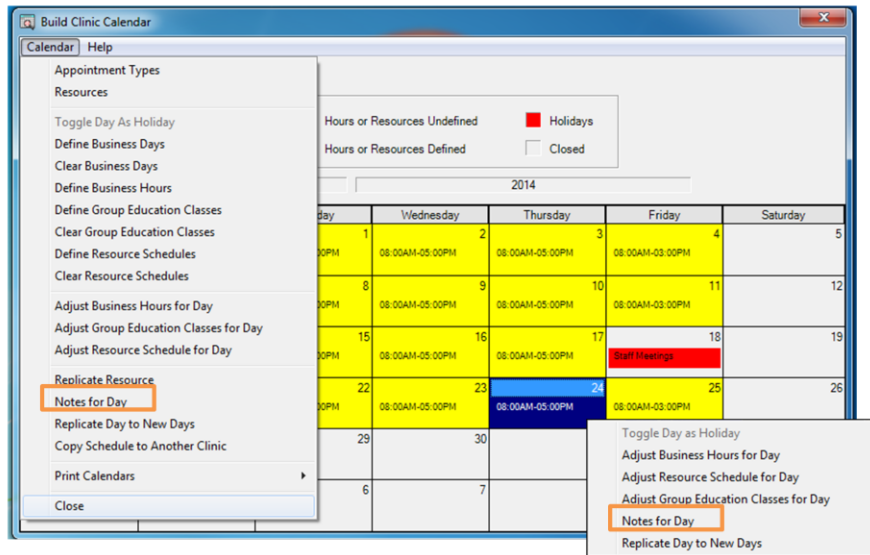 Build Clinic Calendar
Calendar Help
Appointment Types
Resources
Toggle Day As Holiday
Define Business Days
Clear Business Days
Define Business Hours
Define Group Education Classes
Clear Group Education Classes
Define Resource Schedules
Clear Resource Schedules
Adjust Business Hours for Day
Adjust Group Education Classes for Day
Adjust Resource Schedule for Day
Replicate Resource
Notes for Day
Replicate Day to New Days
Copy Schedule to Another Clinic
Print Calendars
Close
Hours or Resources Undefined Holidays
Hours or Resources Defined Closed
2014
day Wednesday Thursday Friday Saturday
1 2 3 4 5
00PM 08:00AM-05:00PM 08:00AM-05:00PM 08:00AM-03:00PM
8 9 10 11 12
00PM 08:00AM-05:00PM 08:00AM-05:00PM 08:00AM-03:00PM
15 16 17 18 19
00PM 08:00AM-05:00PM 08:00AM-05:00PM Staff Meetings
22 23 24 25 26
00PM 08:00AM-05:00PM 08:00AM-05:00PM 08:00AM-03:00PM
29 30
6 7
Toggle Day as Holiday
Adjust Business Hours for Day
Adjust Resource Schedule for Day
Adjust Group Education Classes for Day
Notes for Day
Replicate Day to New Days